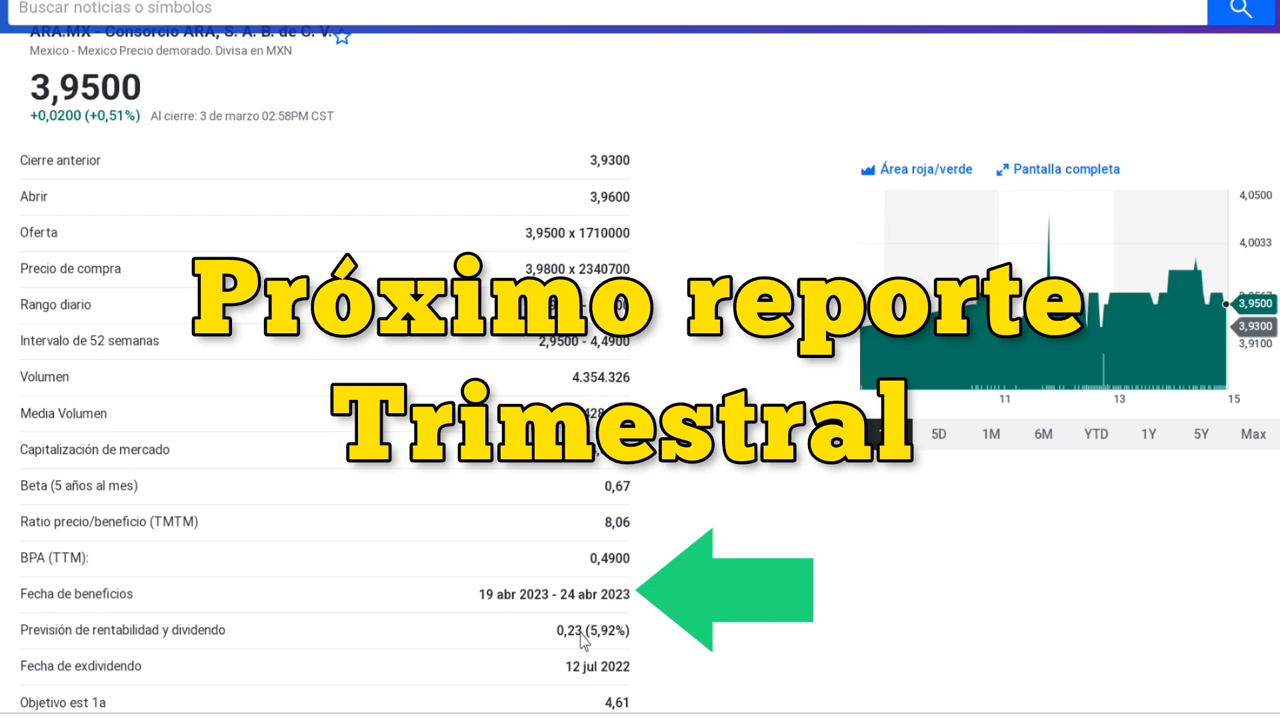 Buscar noticias o símbolos
ARA.MX - Consorcio ARA, S. A. B. de C. V.
Mexico - Mexico Precio demorado. Divisa en MXN
3,9500
+0,0200 (+0,51%) Al cierre: 3 de marzo 02:58PM CST
Cierre anterior 3,9300
Abrir 3,9600
Oferta 3,9500 x 1710000
Precio de compra 3,9800 x 2340700
Rango diario
Intervalo de 52 semanas 2,9500 - 4,4900
Volumen 4.354.326
Media Volumen
Capitalización de mercado
Beta (5 años al mes) 0,67
Ratio precio/beneficio (TMTM) 8,06
BPA (TTM): 0,4900
Fecha de beneficios 19 abr 2023 - 24 abr 2023
Previsión de rentabilidad y dividendo 0,23 (5,92%)
Fecha de exdividendo 12 jul 2022
Objetivo est 1a 4,61
Próximo reporte
Trimestral
Área roja/verde Pantalla completa
4,0500
4,0033
3,9500
3,9300
3,9100
11 13 15
5D 1M 6M YTD 1Y 5Y Max